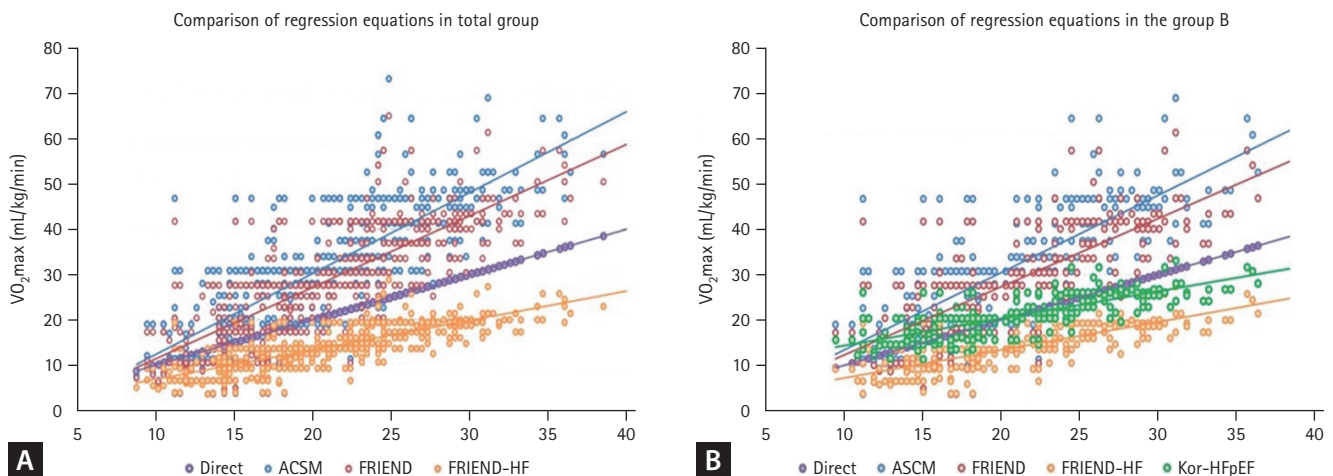 Comparison of regression equations in total group
80
70
60
50
40
30
20
10
0
VO₂max (mL/kg/min)
5 10 15 20 25 30 35 40
A
Direct ACSM FRIEND FRIEND-HF
Comparison of regression equations in the group B
80
70
60
50
40
30
20
10
0
VO₂max (mL/kg/min)
5 10 15 20 25 30 35 40
B
Direct ASCM FRIEND FRIEND-HF Kor-HFpEF